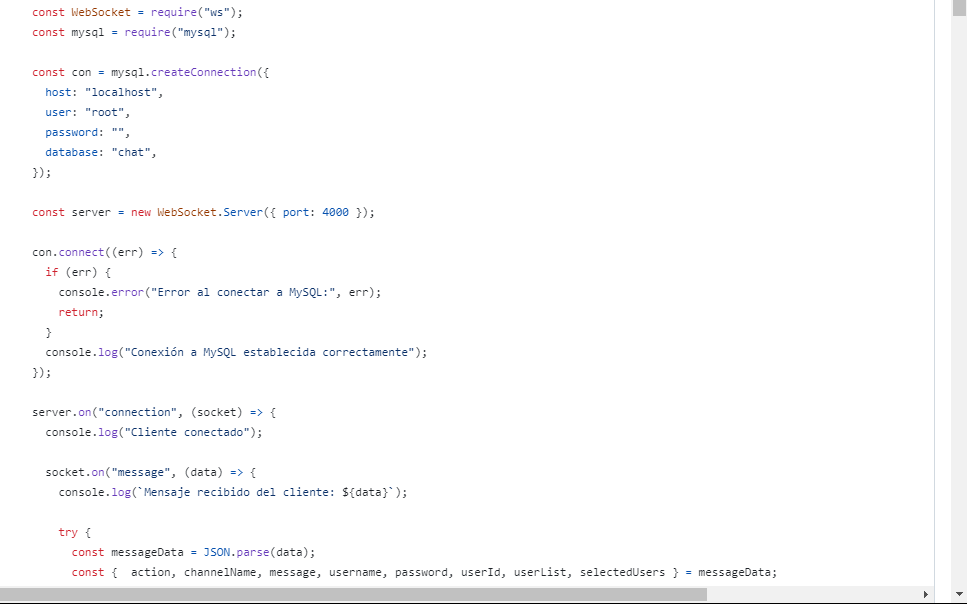 const WebSocket = require("ws");
const mysql = require("mysql");
const con = mysql.createConnection({
host: "localhost",
user: "root",
password: "",
database: "chat",
});
const server = new WebSocket.Server({ port: 4000 });
con.connect((err) => {
if (err) {
console.error("Error al conectar a MySQL:", err);
return;
}
console.log("Conexión a MySQL establecida correctamente");
});
server.on("connection", (socket) => {
console.log("Cliente conectado");
socket.on("message", (data) => {
console.log(`Mensaje recibido del cliente: ${data}`);
try {
const messageData = JSON.parse(data);
const {  action, channelName, message, username, password, userId, userList, selectedUsers } = messageData;